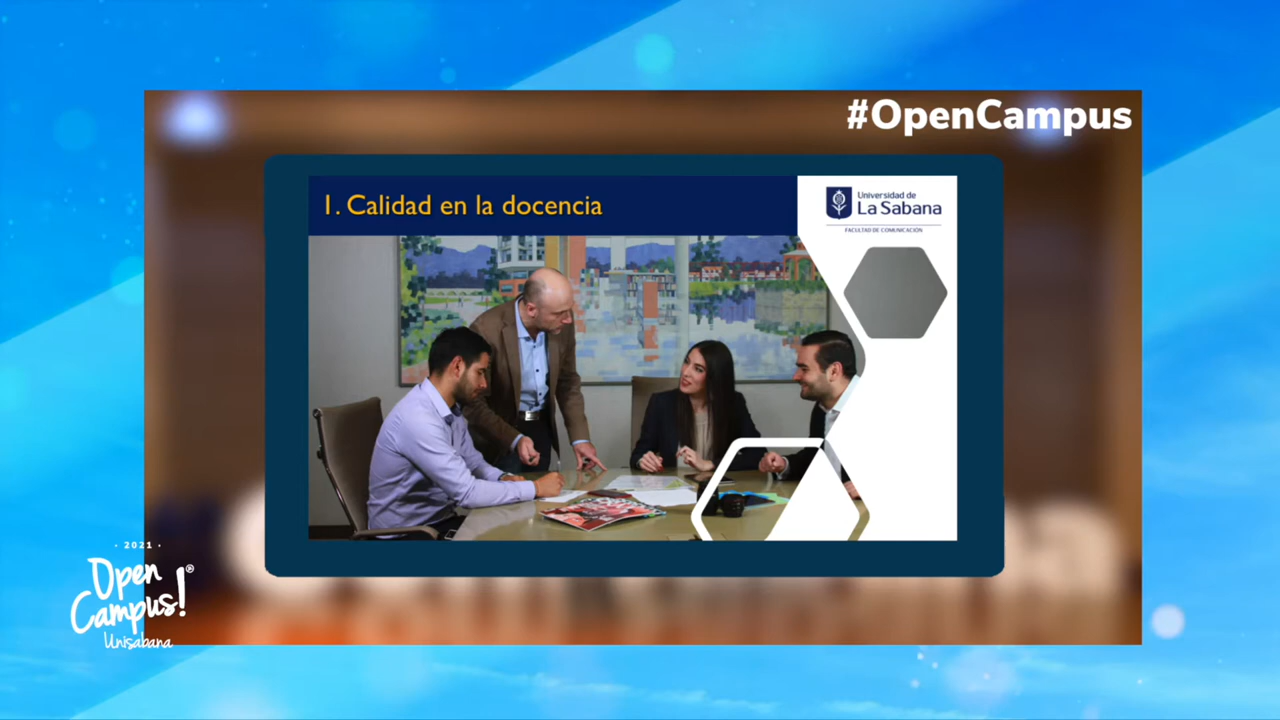 #OpenCampus
1. Calidad en la docencia
Universidad de
La Sabana
FACULTAD DE COMUNICACIÓN
· 2021 ·
Open
Campus!®
Unisabana